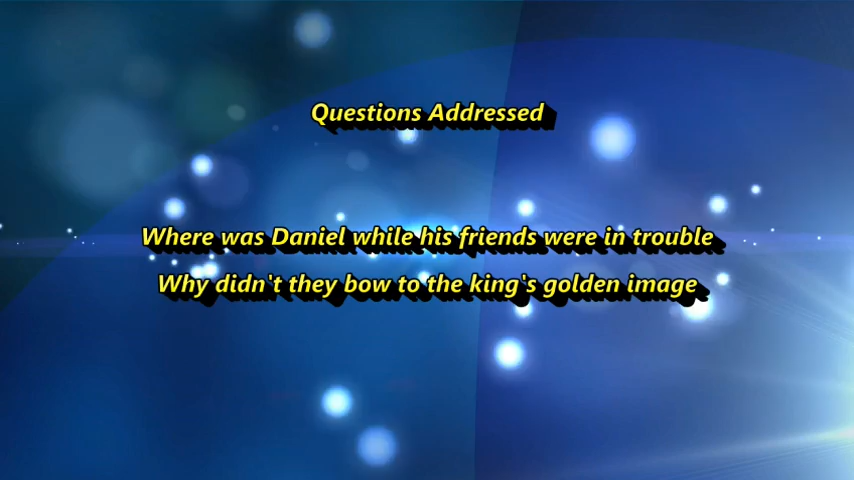 Questions Addressed
Where was Daniel while his friends were in trouble
Why didn't they bow to the king's golden image